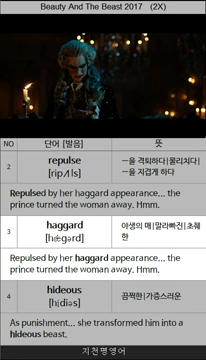 Beauty And The Beast 2017 (2X)
NO 단어 [발음] 뜻
2 repulse [ripʌ́ls] ―을 격퇴하다|물리치다|
―을 지겹게 하다
Repulsed by her haggard appearance... the
prince turned the woman away. Hmm.
3 haggard [hǽgərd] 야생의 매|말라빠진|초췌
한
Repulsed by her haggard appearance... the
prince turned the woman away. Hmm.
4 hideous [hídiəs] 끔찍한|가증스러운
As punishment... she transformed him into a
hideous beast.
지천명영어